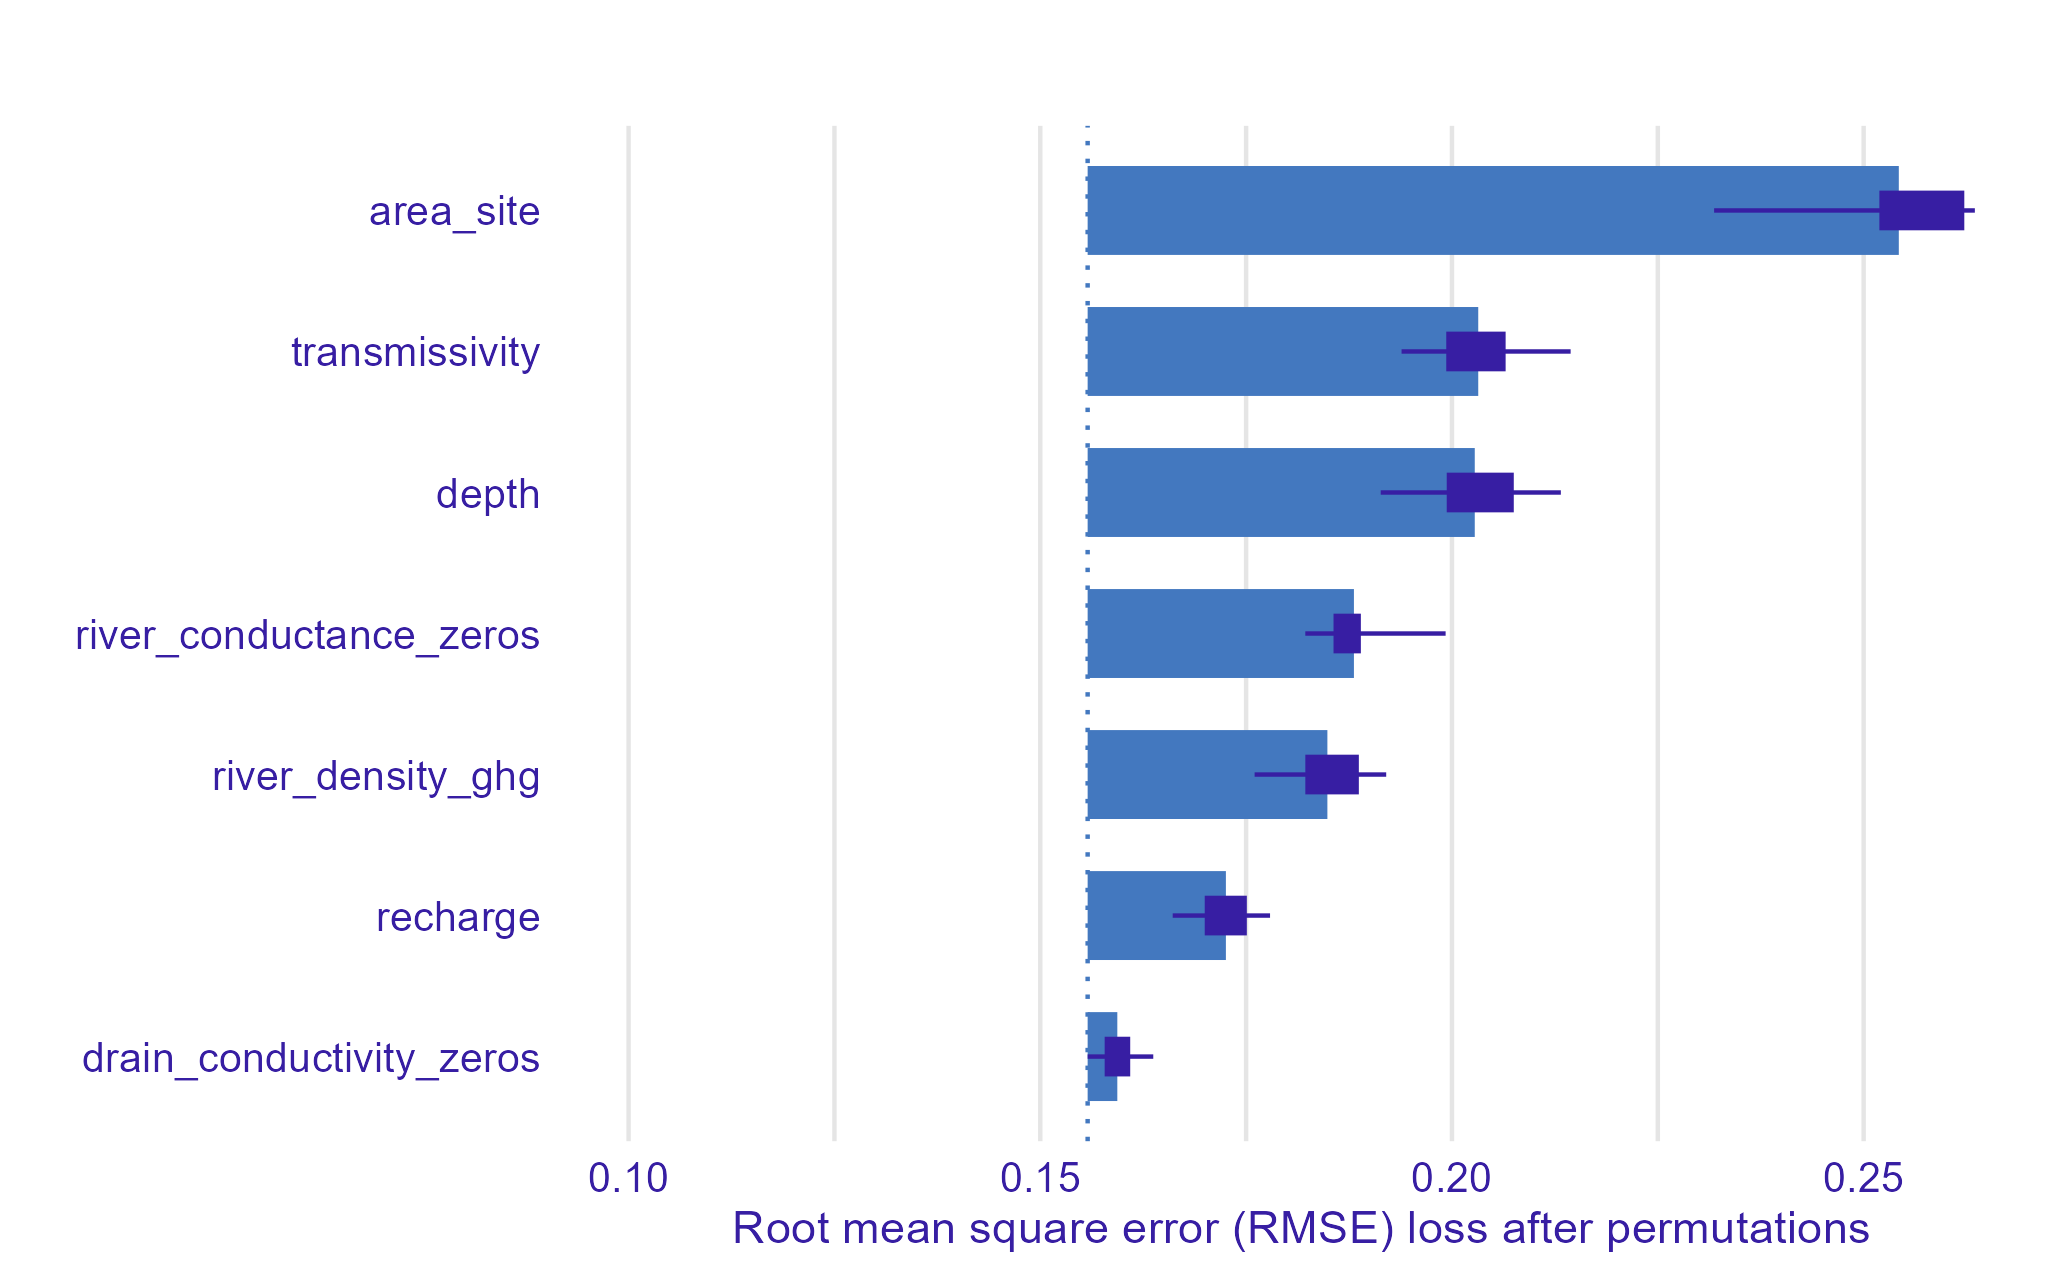 area_site
transmissivity
depth
river_conductance_zeros
river_density_ghg
recharge
drain_conductivity_zeros
0.10 0.15 0.20 0.25
Root mean square error (RMSE) loss after permutations